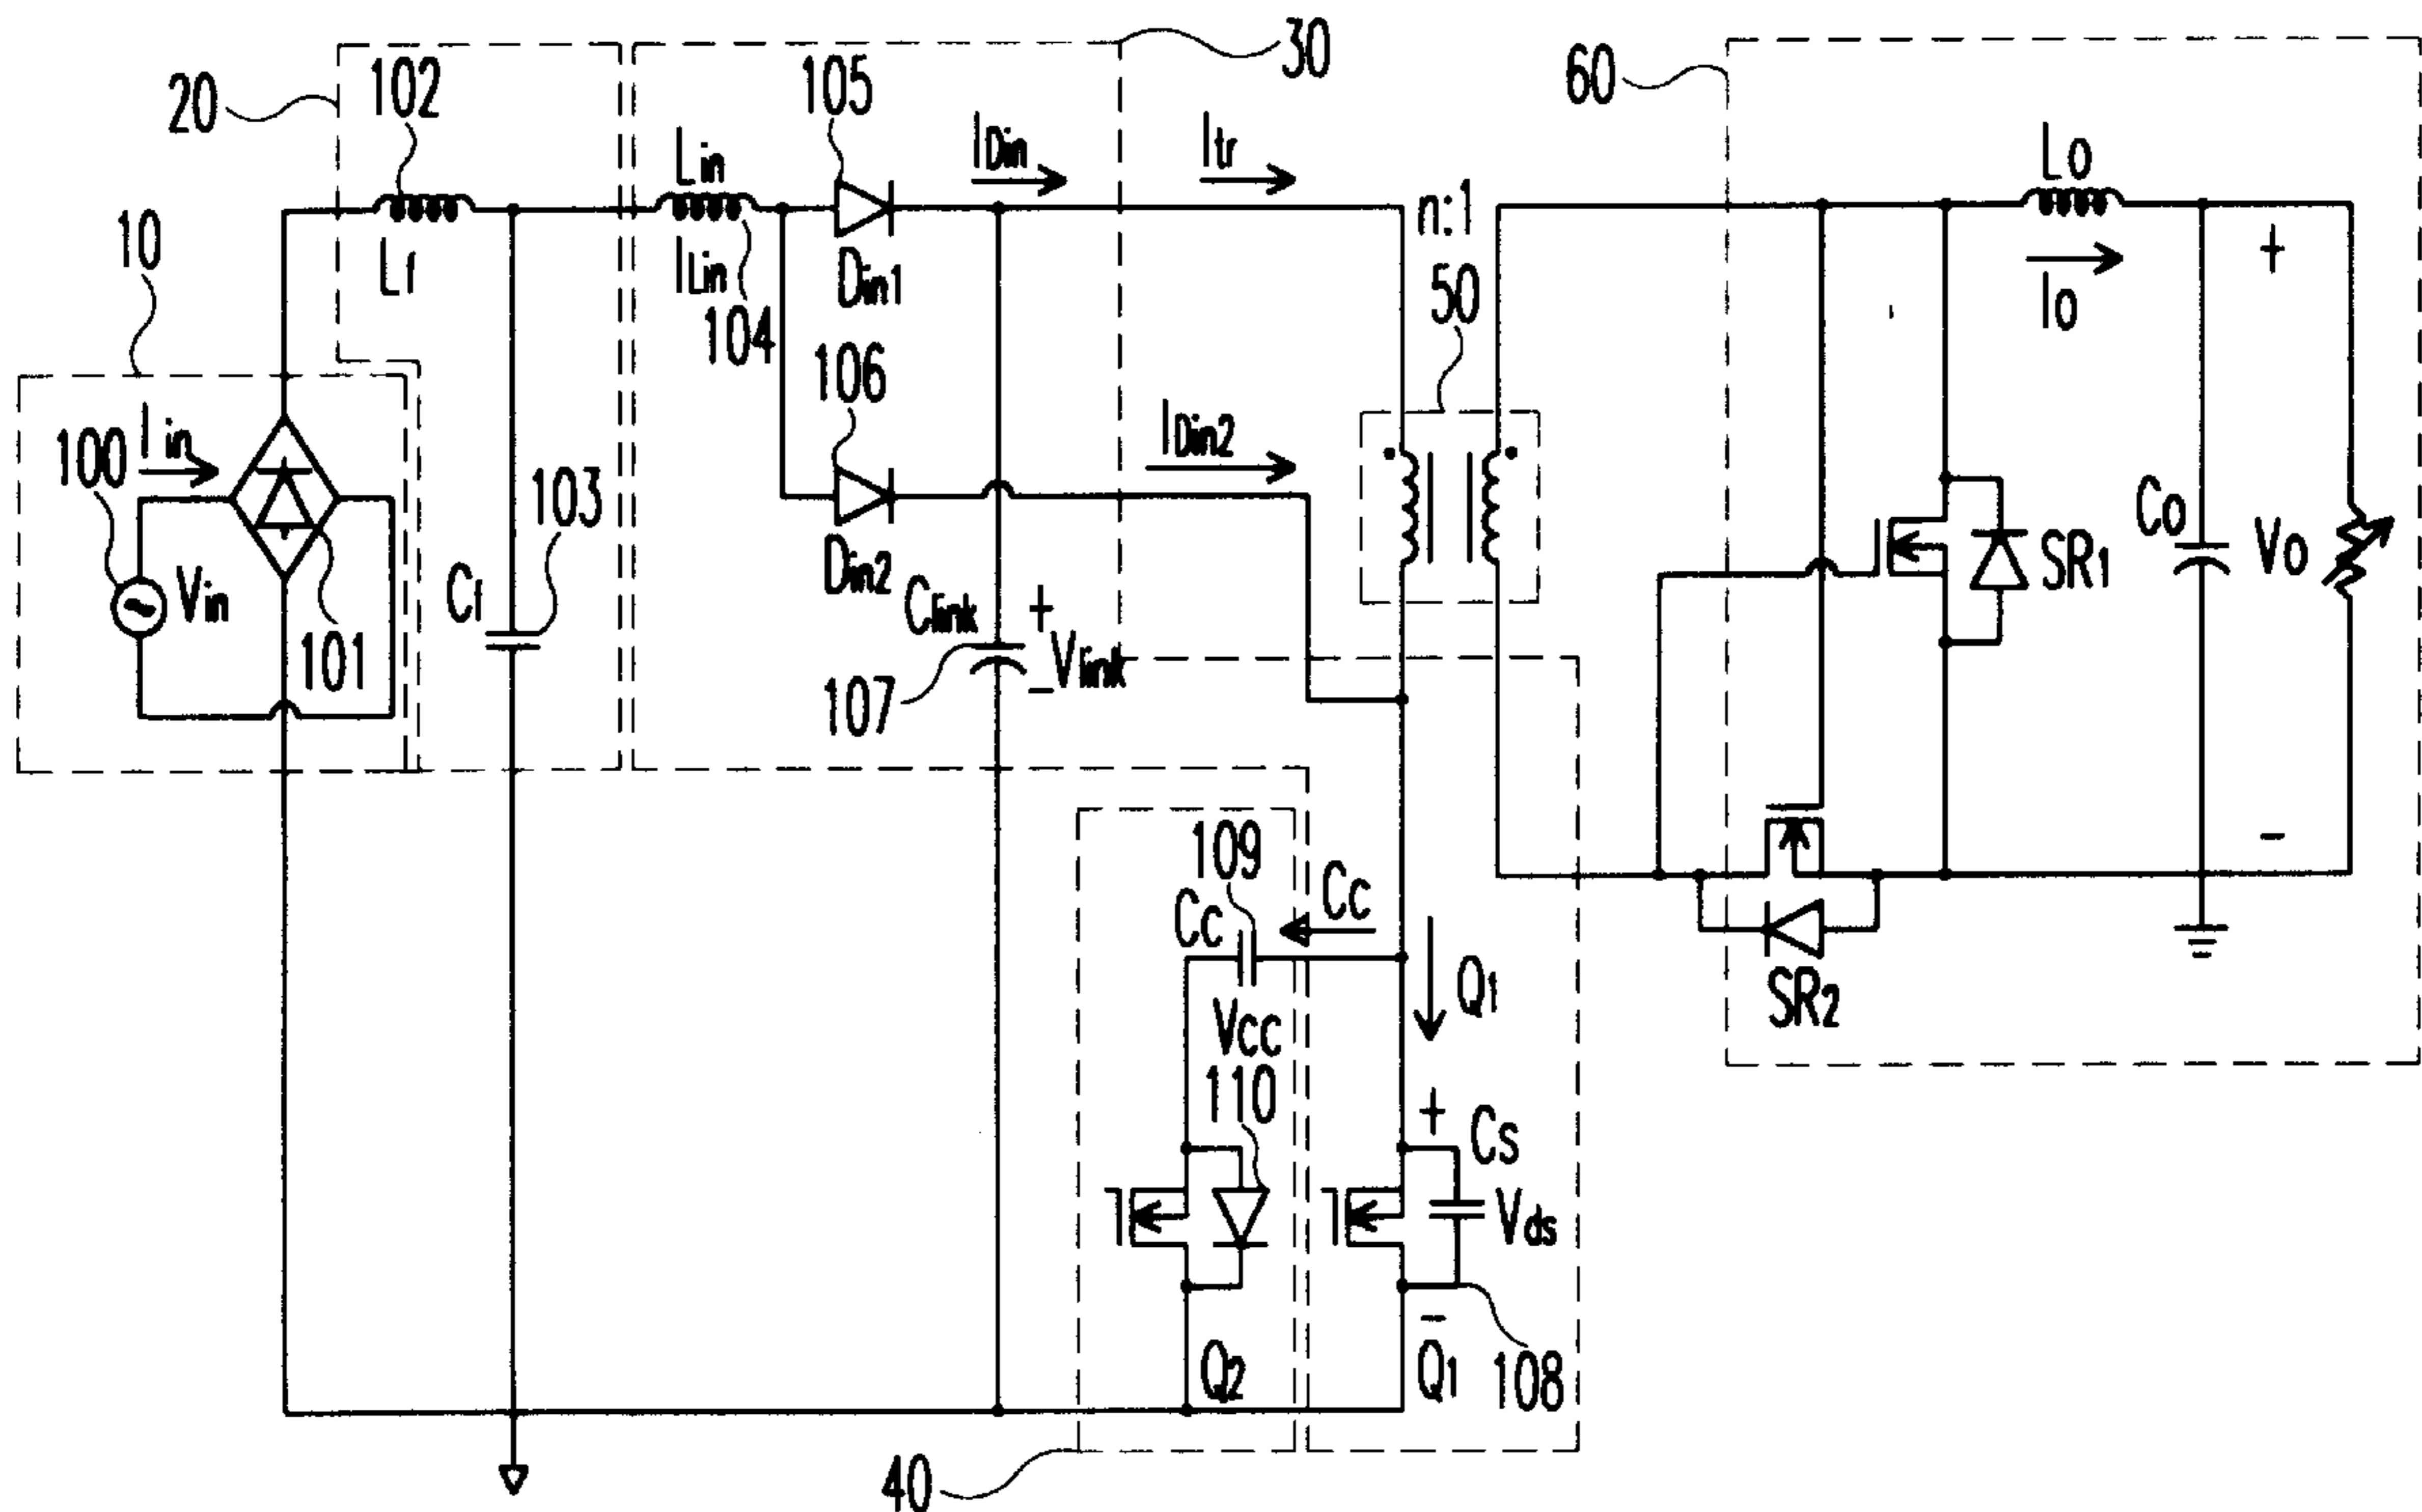 20
102
105
30
60
Lin
IDin
Itr
Lo
10
Lf
ILin
Din1
n:1
Io
+
104
50
106
100
Iin
IDin2
103
Co
Vo
SR1
Vin
Cf
Din2
Clink
+
101
107
Vlink
-
109
Cc
Cc
-
Q1
SR2
Vcc
110
+
Cs
Vds
-
Q2
Q1
108
40